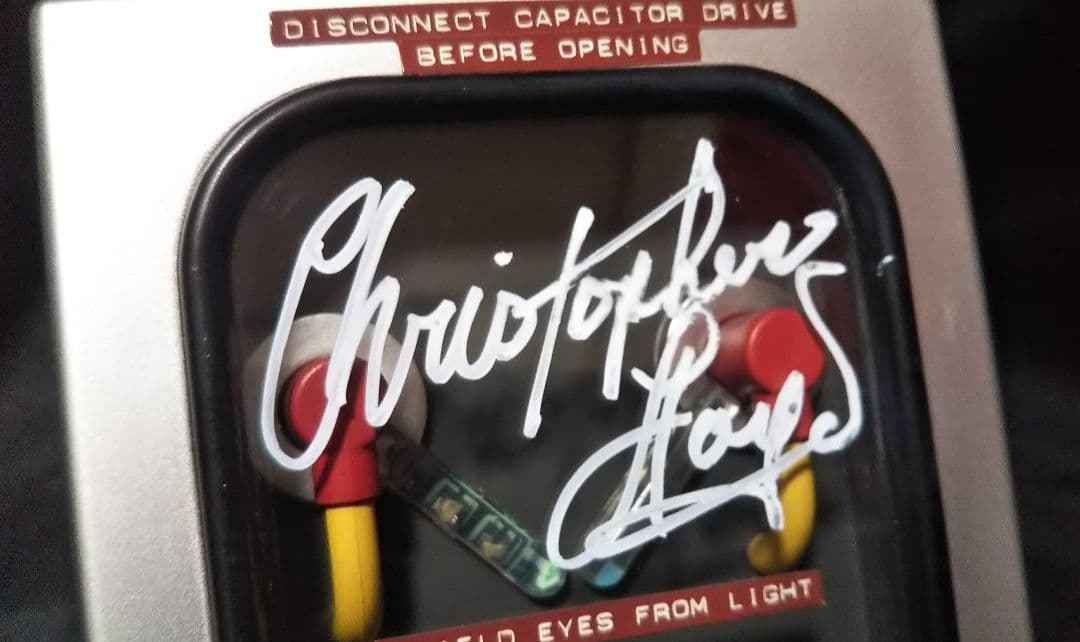 DISCONNECT CAPACITOR DRIVE
BEFORE OPENING
Christopher
Lloyd
EYES FROM LIGHT